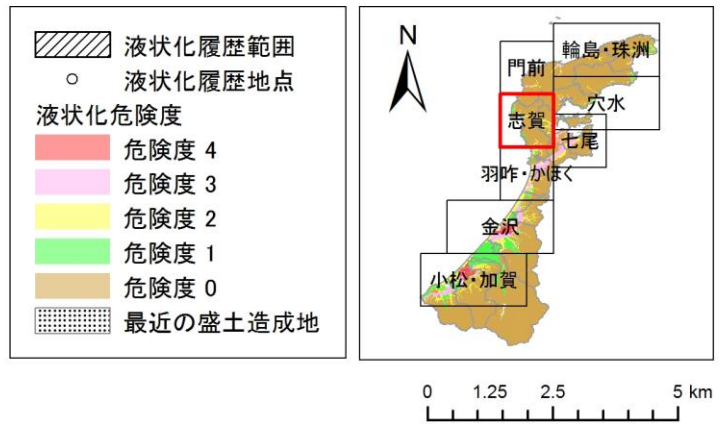 液状化履歴範囲
液状化履歴地点
液状化危険度
危険度 4
危険度 3
危険度 2
危険度 1
危険度 0
最近の盛土造成地
N
輪島・珠洲
門前
穴水
志賀
七尾
羽咋・かほく
金沢
小松・加賀
0 1.25 2.5 5 km